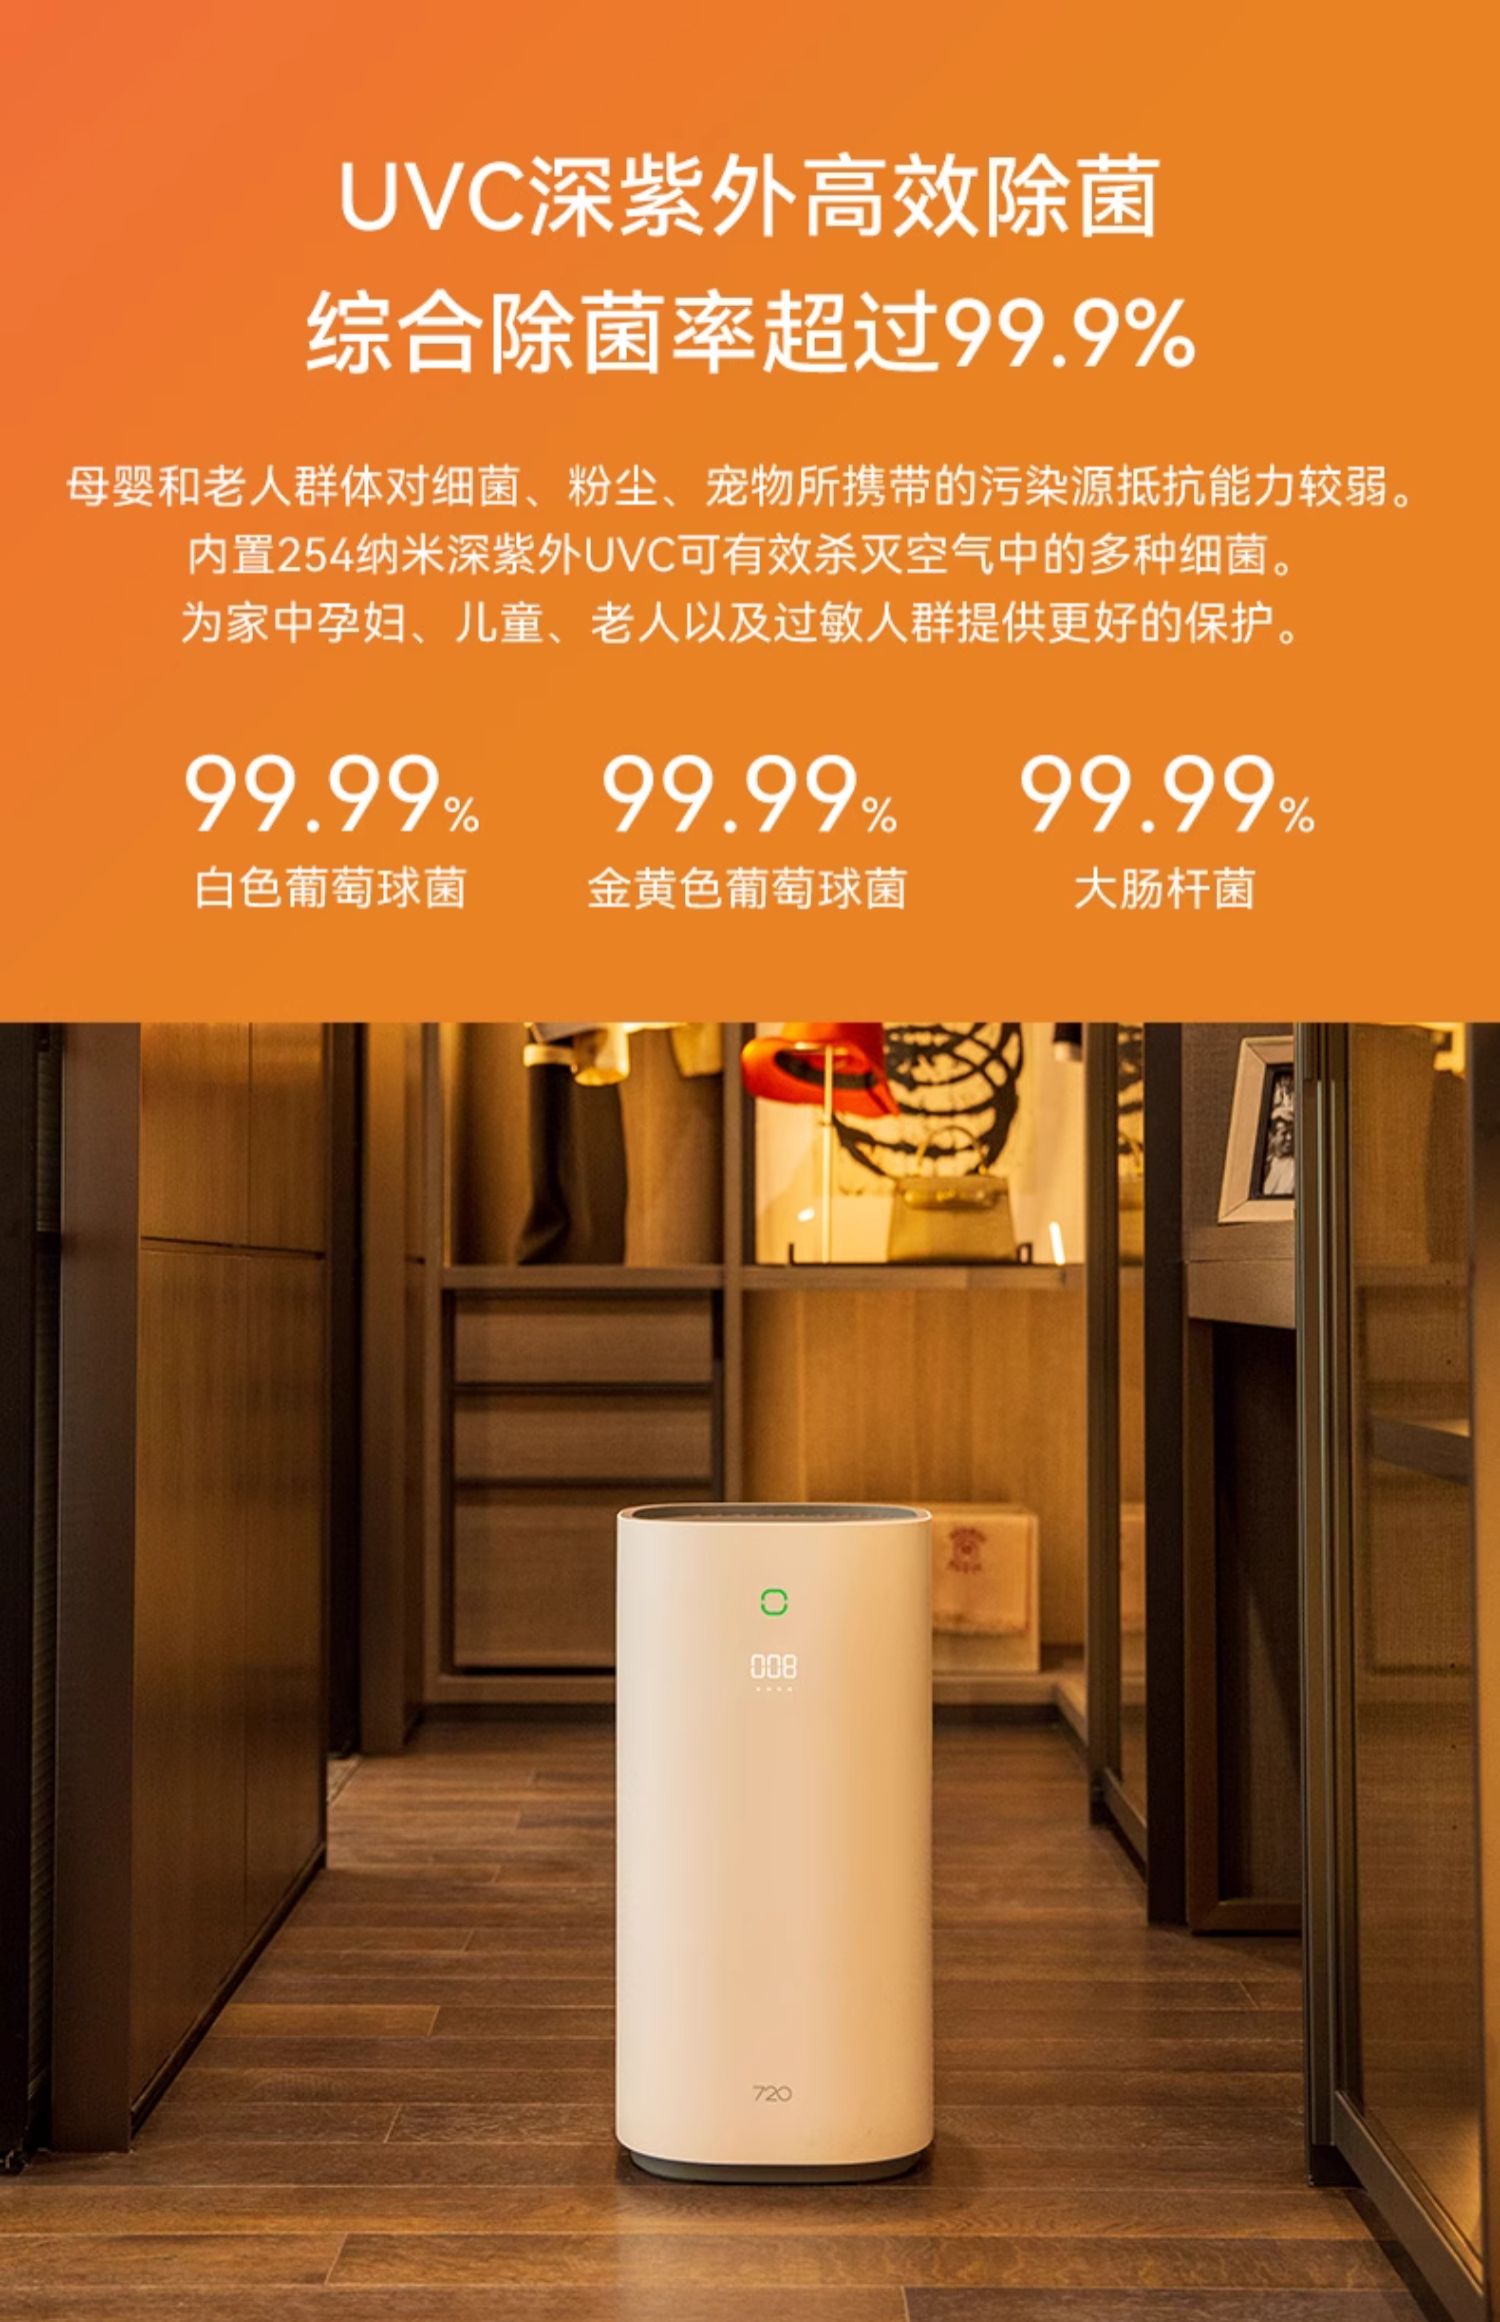 UVC深紫外高效除菌
综合除菌率超过99.9%
母婴和老人群体对细菌、粉尘、宠物所携带的污染源抵抗能力较弱。
内置254纳米深紫外UVC可有效杀灭空气中的多种细菌。
为家中孕妇、儿童、老人以及过敏人群提供更好的保护。
99.99% 99.99% 99.99%
白色葡萄球菌 金黄色葡萄球菌 大肠杆菌
008
720